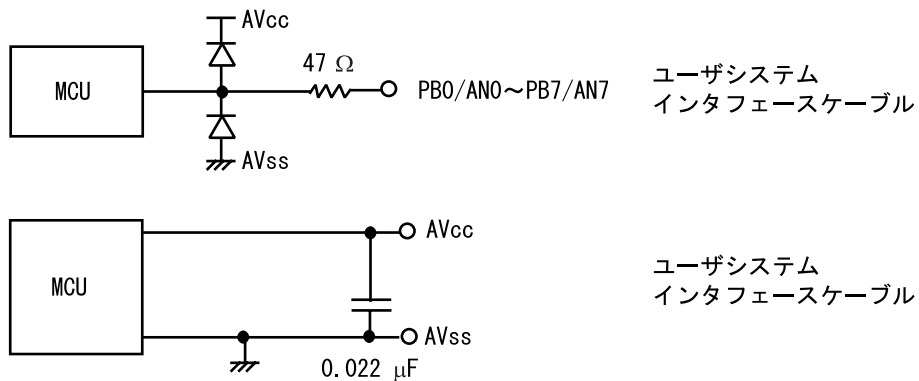 AVcc
MCU
47 Ω
PB0/AN0～PB7/AN7
ユーザシステム
インタフェースケーブル
AVss
AVcc
MCU
ユーザシステム
インタフェースケーブル
AVss
0.022 μF